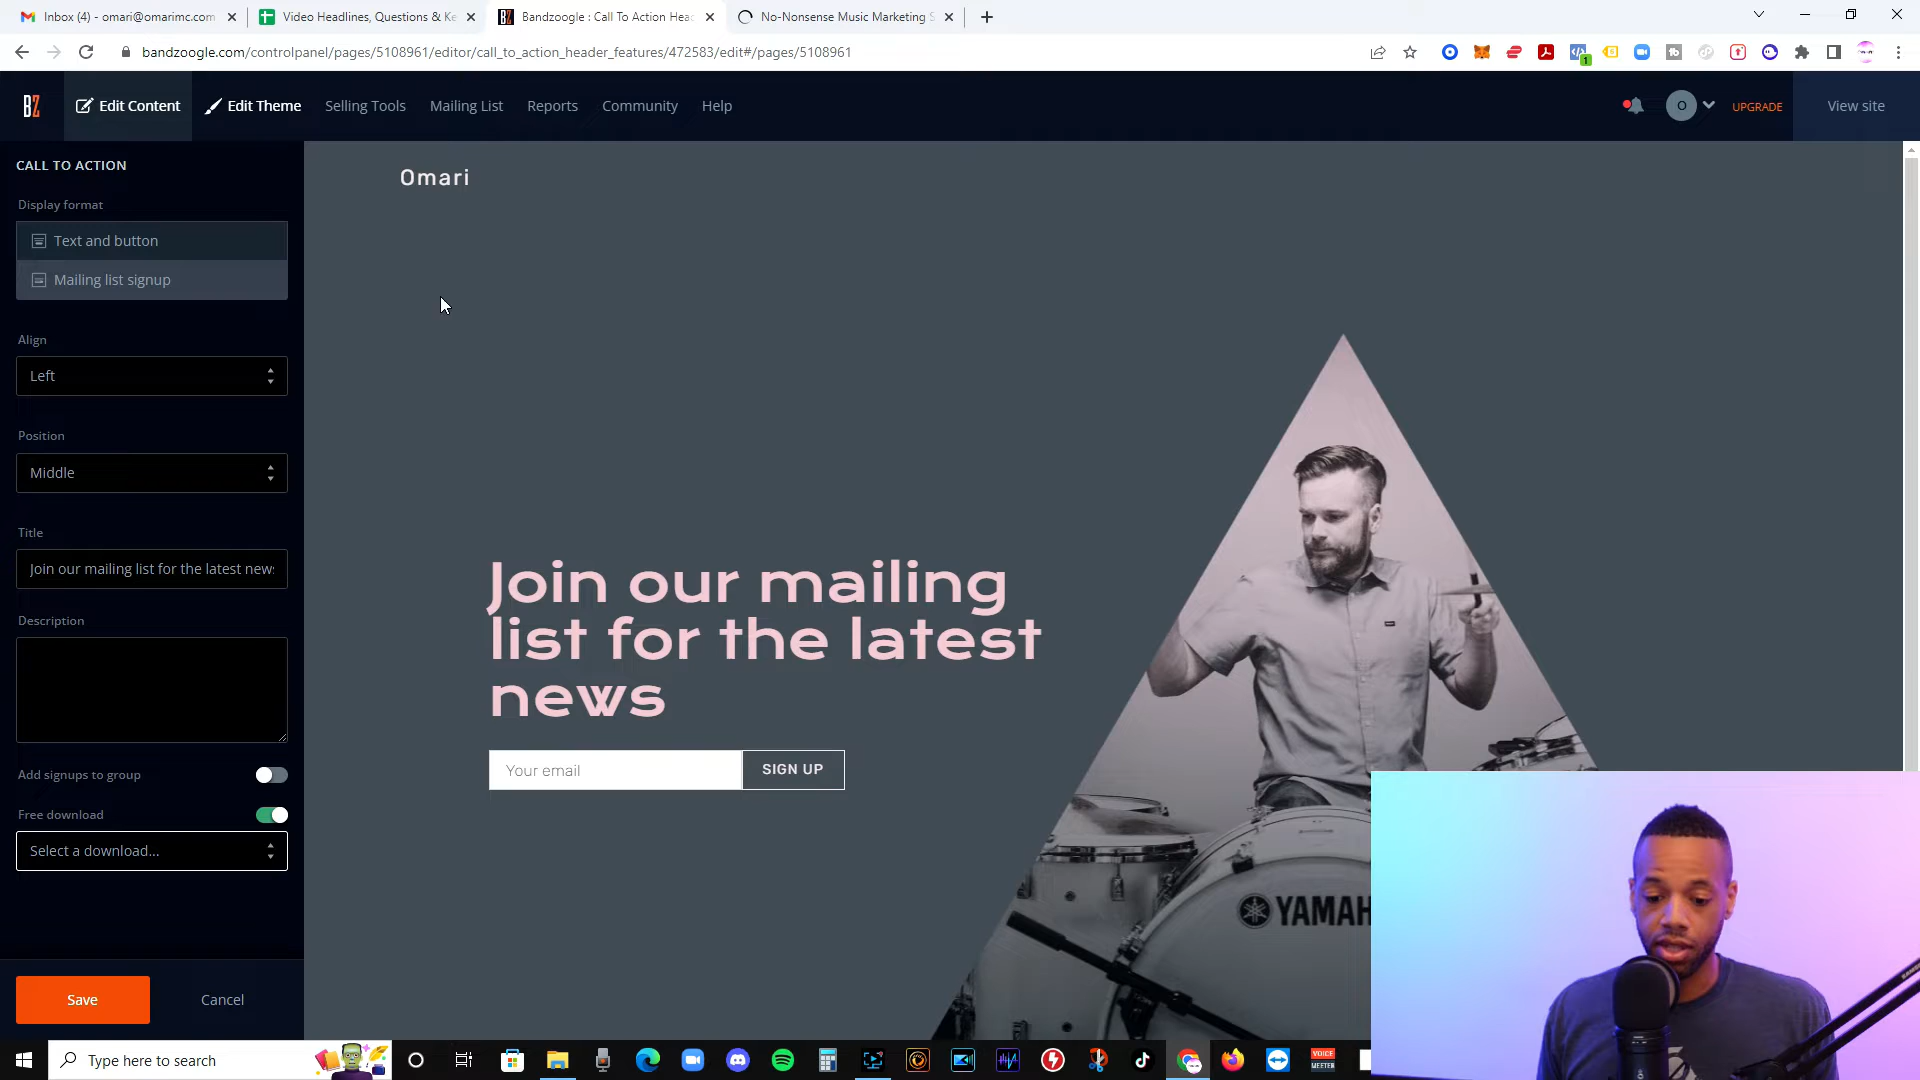 Inbox (4) - omari@omarimc.com
Video Headlines, Questions & Ke
Bandzoogle : Call To Action Hea
No-Nonsense Music Marketing S
bandzoogle.com/controlpanel/pages/5108961/editor/call_to_action_header_features/472583/edit#/pages/5108961
1
BZ
Edit Content
Edit Theme
Selling Tools
Mailing List
Reports
Community
Help
O
UPGRADE
View site
CALL TO ACTION
Display format
Text and button
Mailing list signup
Align
Left
Position
Middle
Title
Join our mailing list for the latest news
Description
Add signups to group
Free download
Select a download...
Save
Cancel
Omari
Join our mailing
list for the latest
news
Your email
SIGN UP
YAMAH
Type here to search
VOICE
MEETER